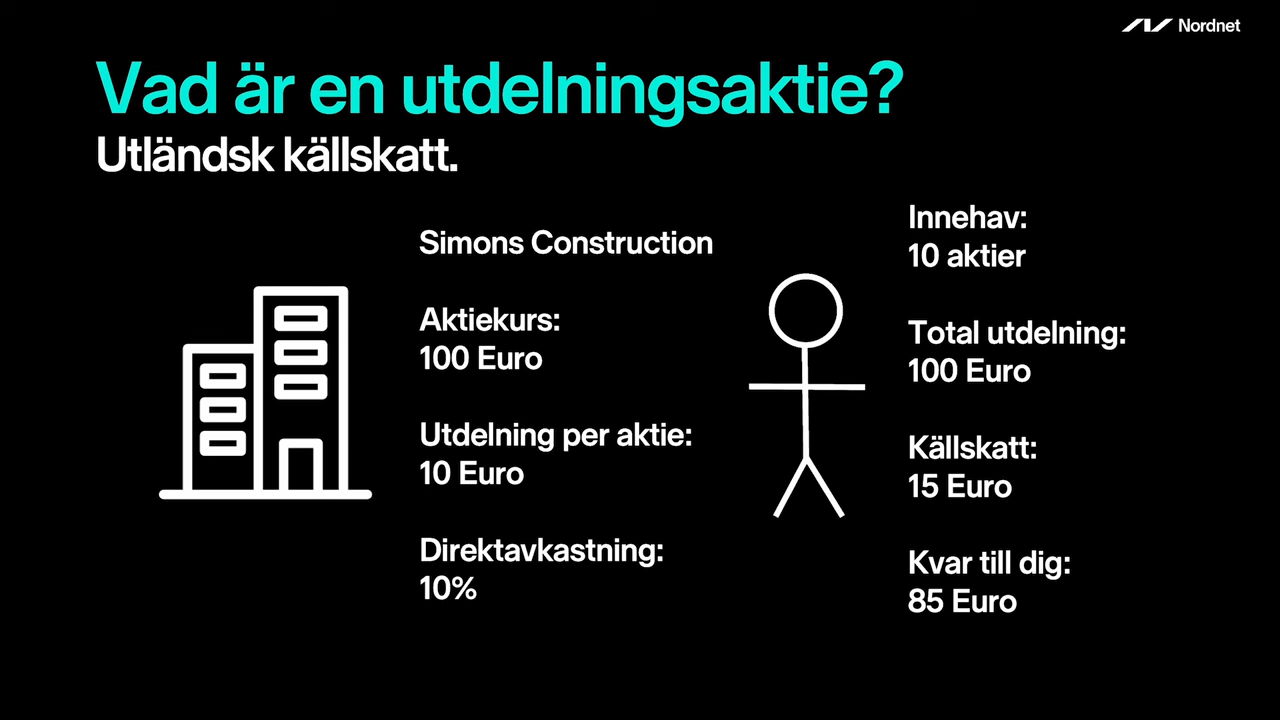 Nordnet
Vad är en utdelningsaktie?
Utländsk källskatt.
Simons Construction
Aktiekurs:
100 Euro
Utdelning per aktie:
10 Euro
Direktavkastning:
10%
Innehav:
10 aktier
Total utdelning:
100 Euro
Källskatt:
15 Euro
Kvar till dig:
85 Euro